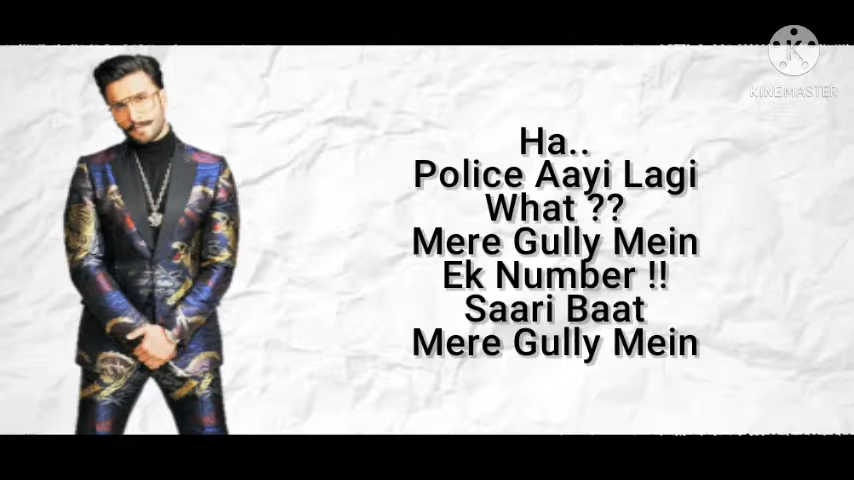 KINEMASTER
Ha..
Police Aayi Lagi
What ??
Mere Gully Mein
Ek Number !!
Saari Baat
Mere Gully Mein